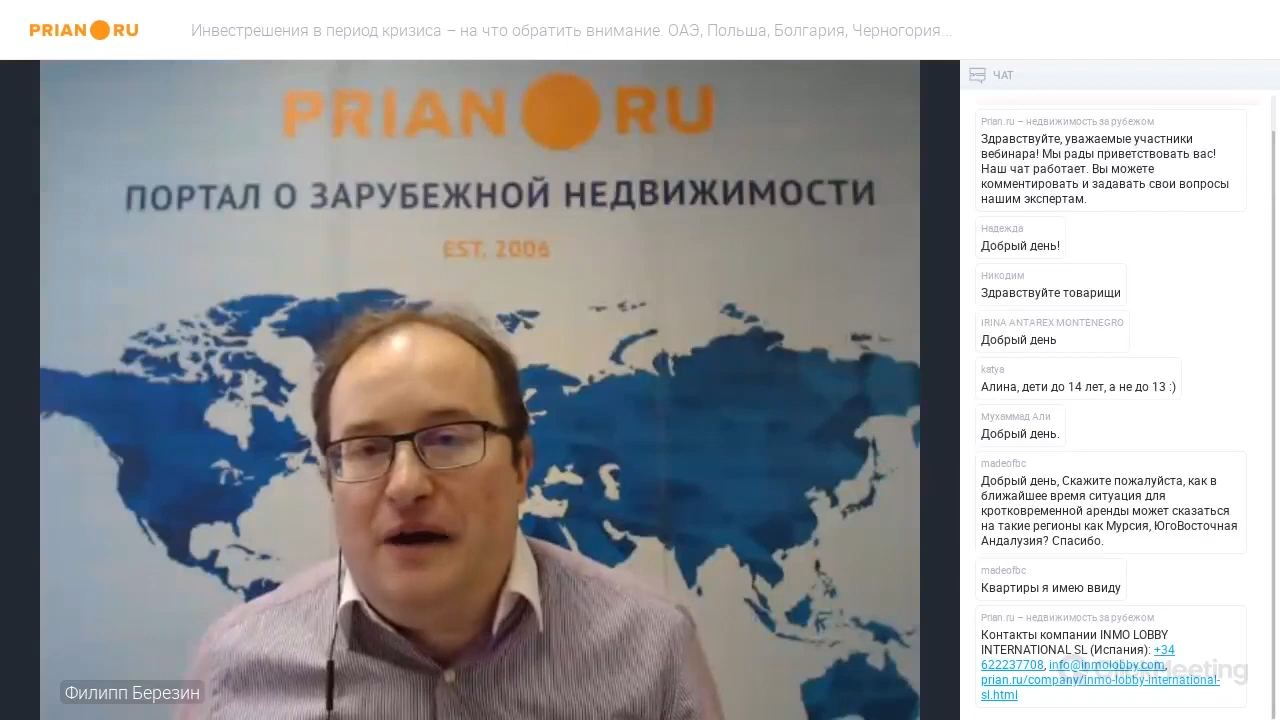 PRIAN RU
Инвестрешения в период кризиса – на что обратить внимание. ОАЭ, Польша, Болгария, Черногория...
PRIAN RU
ПОРТАЛ О ЗАРУБЕЖНОЙ НЕДВИЖИМОСТИ
EST. 2006
Филипп Березин
ЧАТ
Prian.ru – недвижимость за рубежом
Здравствуйте, уважаемые участники
вебинара! Мы рады приветствовать вас!
Наш чат работает. Вы можете
комментировать и задавать свои вопросы
нашим экспертам.
Надежда
Добрый день!
Никодим
Здравствуйте товарищи
IRINA ANTAREX MONTENEGRO
Добрый день
katya
Алина, дети до 14 лет, а не до 13 :)
Мухаммад Али
Добрый день.
madeofbc
Добрый день, Скажите пожалуйста, как в
ближайшее время ситуация для
кротковременной аренды может сказаться
на такие регионы как Мурсия, ЮгоВосточная
Андалузия? Спасибо.
madeofbc
Квартиры я имею ввиду
Prian.ru – недвижимость за рубежом
Контакты компании INMO LOBBY
INTERNATIONAL SL (Испания): +34
622237708, info@inmolobby.com,
prian.ru/company/inmo-lobby-international-
sl.html
ClickMeeting